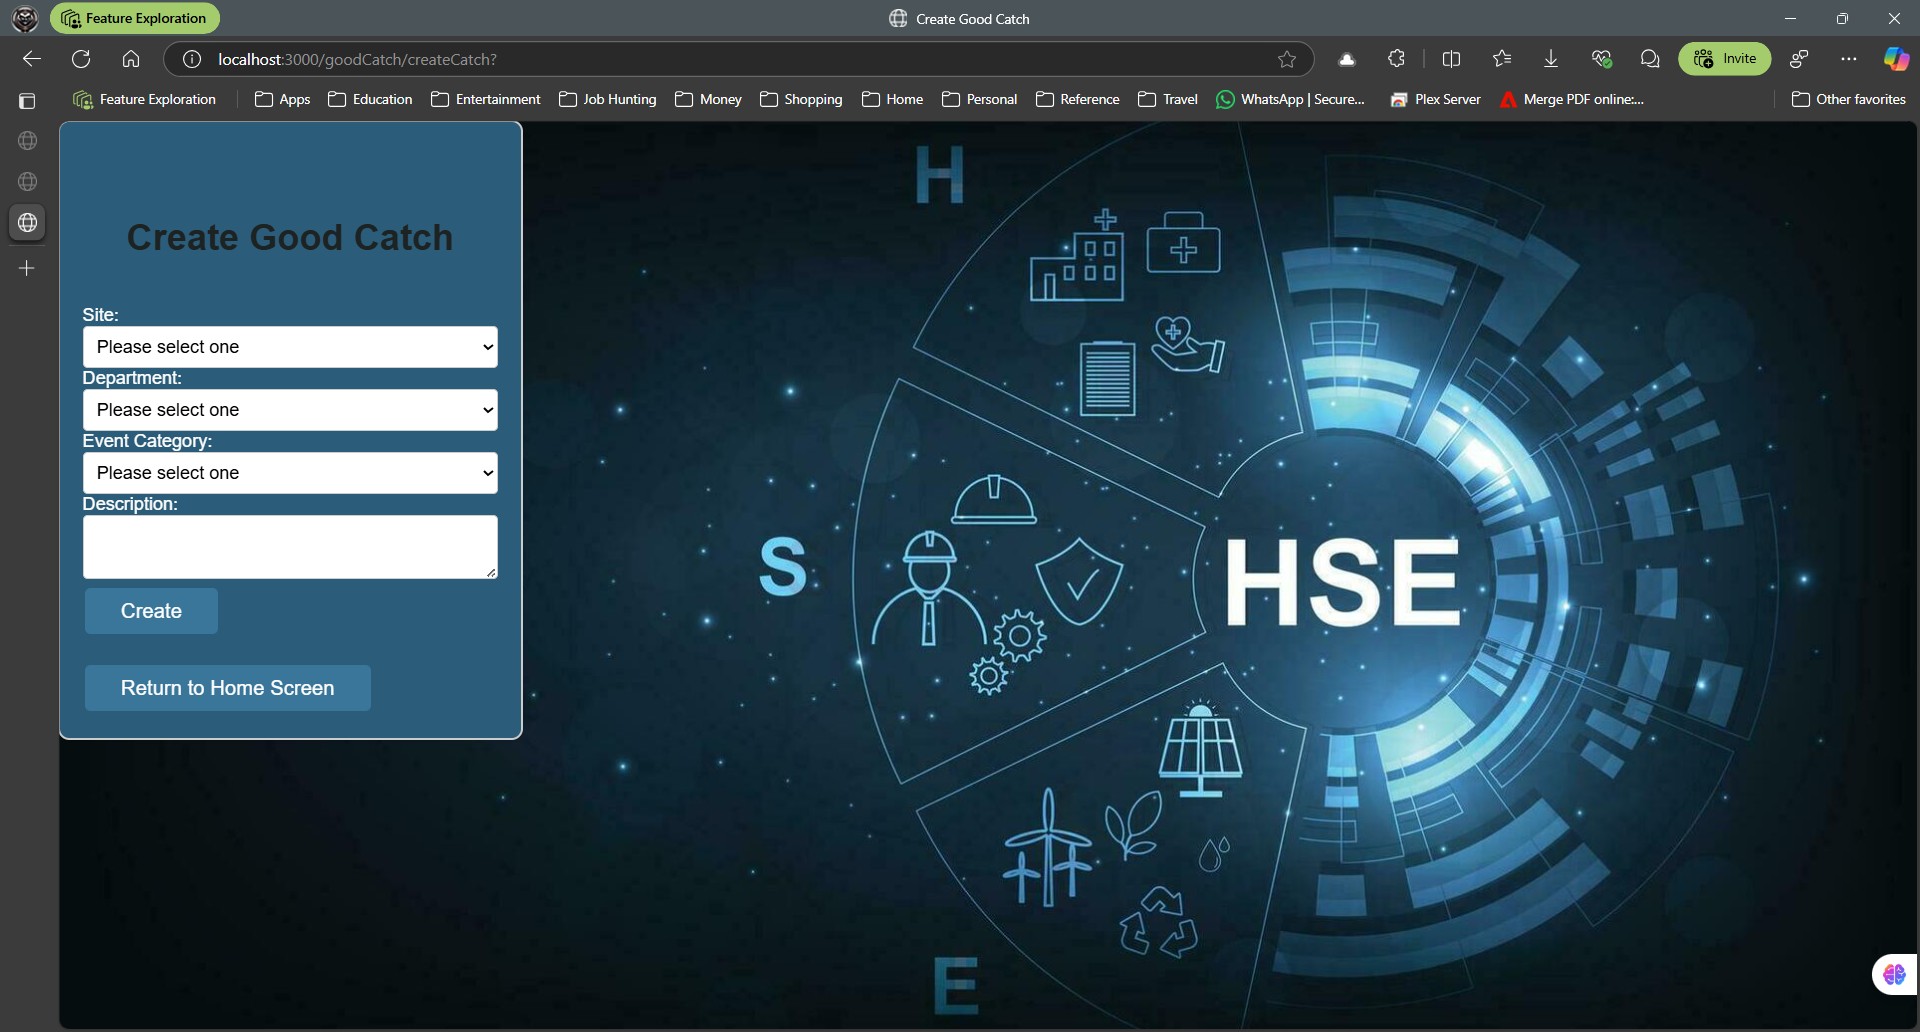 Feature Exploration
Create Good Catch
localhost:3000/goodCatch/createCatch?
Invite
Feature Exploration
Apps
Education
Entertainment
Job Hunting
Money
Shopping
Home
Personal
Reference
Travel
WhatsApp | Secure...
Plex Server
Merge PDF online:...
Other favorites
Create Good Catch
Site:
Please select one
Department:
Please select one
Event Category:
Please select one
Description:
Create
Return to Home Screen
H
S
HSE
E